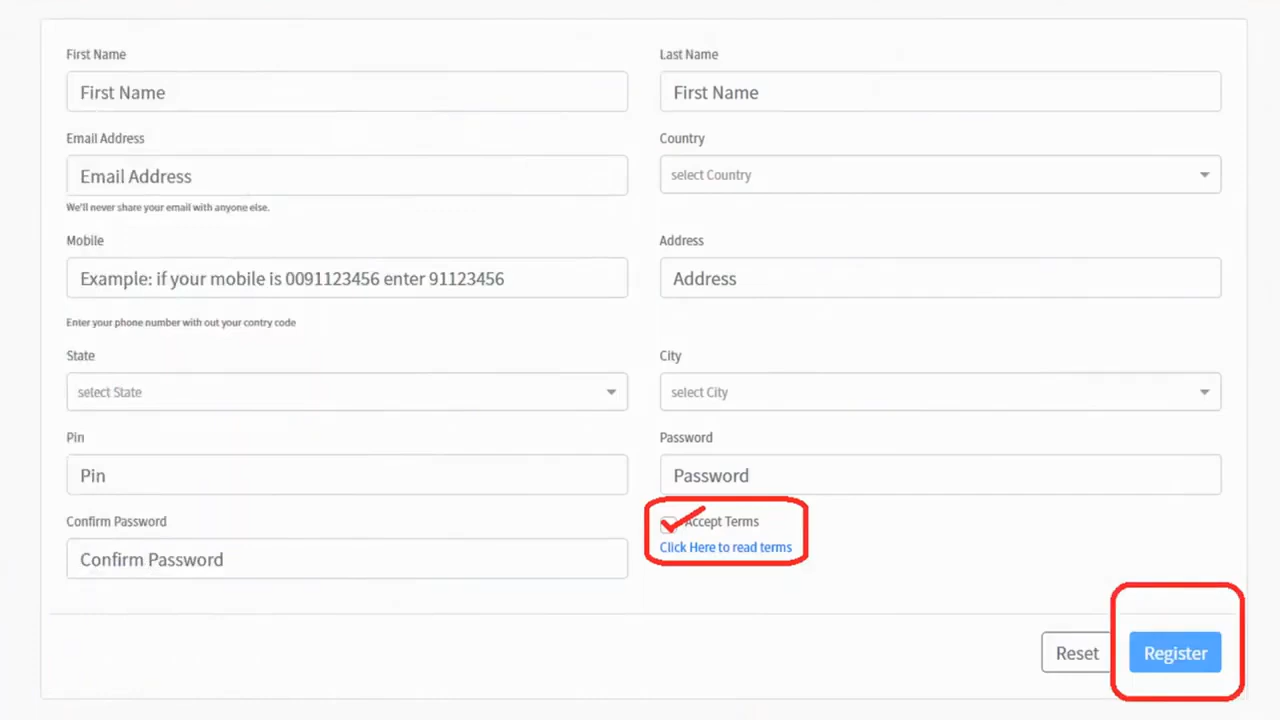 First Name
Last Name
First Name
First Name
Email Address
Country
Email Address
select Country
We'll never share your email with anyone else.
Mobile
Address
Example: if your mobile is 0091123456 enter 91123456
Address
Enter your phone number with out your contry code
State
City
select State
select City
Pin
Password
Pin
Password
Confirm Password
Accept Terms
Click Here to read terms
Confirm Password
Reset
Register